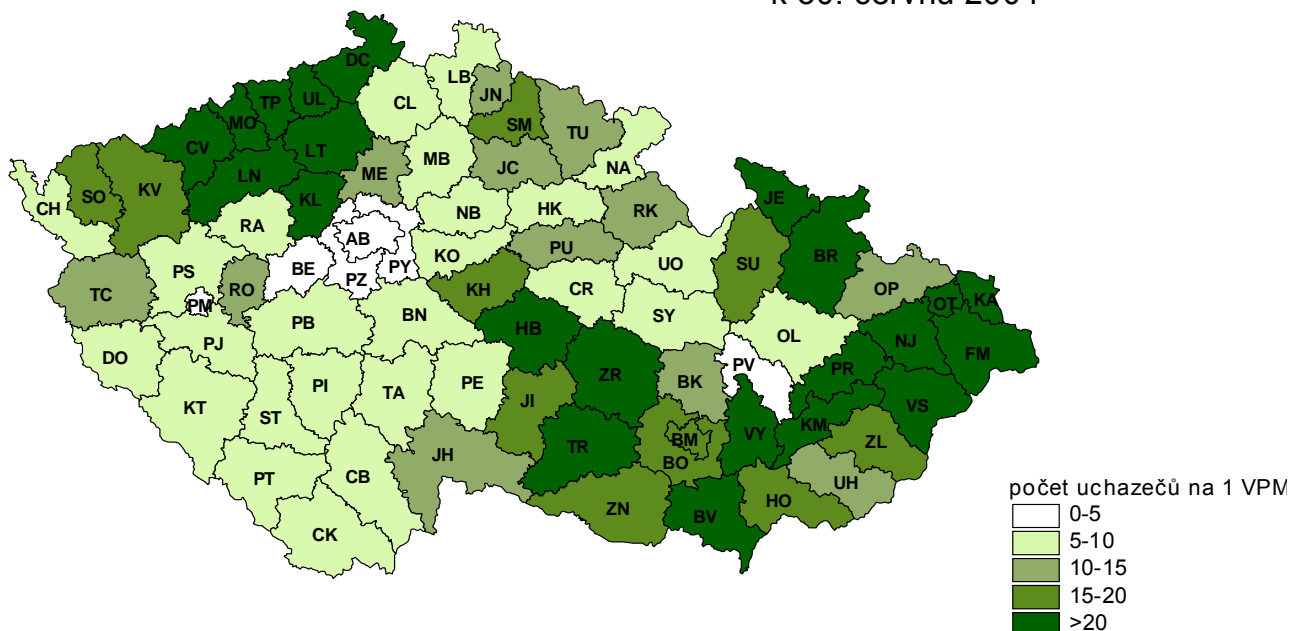 k 30. června
DC
LB
TP
UL
JN
CL
MO
SM
TU
CV
LT
MB
ME
JC
NA
LN
SO
KV
KL
JE
CH
NB
HK
RK
RA
AB
PU
BR
KO
UO
SU
PS
BE
PY
PZ
OP
TC
RO
KH
CR
OT
KA
PM
SY
PB
BN
HB
OL
NJ
FM
DO
PJ
PV
PR
ZR
BK
PI
TA
PE
VS
KT
ST
JI
KM
BM
VY
ZL
TR
JH
BO
PT
CB
UH
HO
ZN
BV
CK
počet uchazečů na 1 VPM
0-5
5-10
10-15
15-20
>20